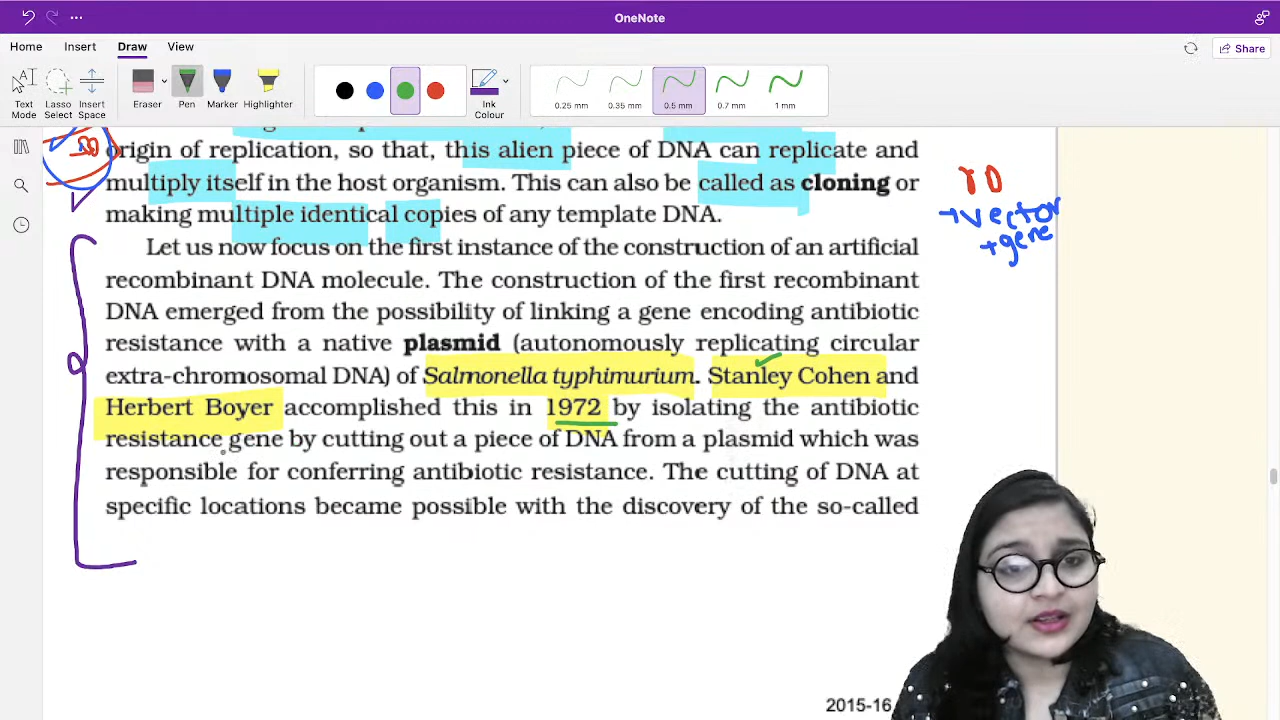 OneNote
Home Insert Draw View
Share
Text Mode
Lasso Select
Insert Space
Eraser
Pen
Marker
Highlighter
Ink Colour
0.25 mm
0.35 mm
0.5 mm
0.7 mm
1 mm
origin of replication, so that, this alien piece of DNA can replicate and
multiply itself in the host organism. This can also be called as cloning or
making multiple identical copies of any template DNA.
Let us now focus on the first instance of the construction of an artificial
recombinant DNA molecule. The construction of the first recombinant
DNA emerged from the possibility of linking a gene encoding antibiotic
resistance with a native plasmid (autonomously replicating circular
extra-chromosomal DNA) of Salmonella typhimurium. Stanley Cohen and
Herbert Boyer accomplished this in 1972 by isolating the antibiotic
resistance gene by cutting out a piece of DNA from a plasmid which was
responsible for conferring antibiotic resistance. The cutting of DNA at
specific locations became possible with the discovery of the so-called
vector
+gene
2015-16